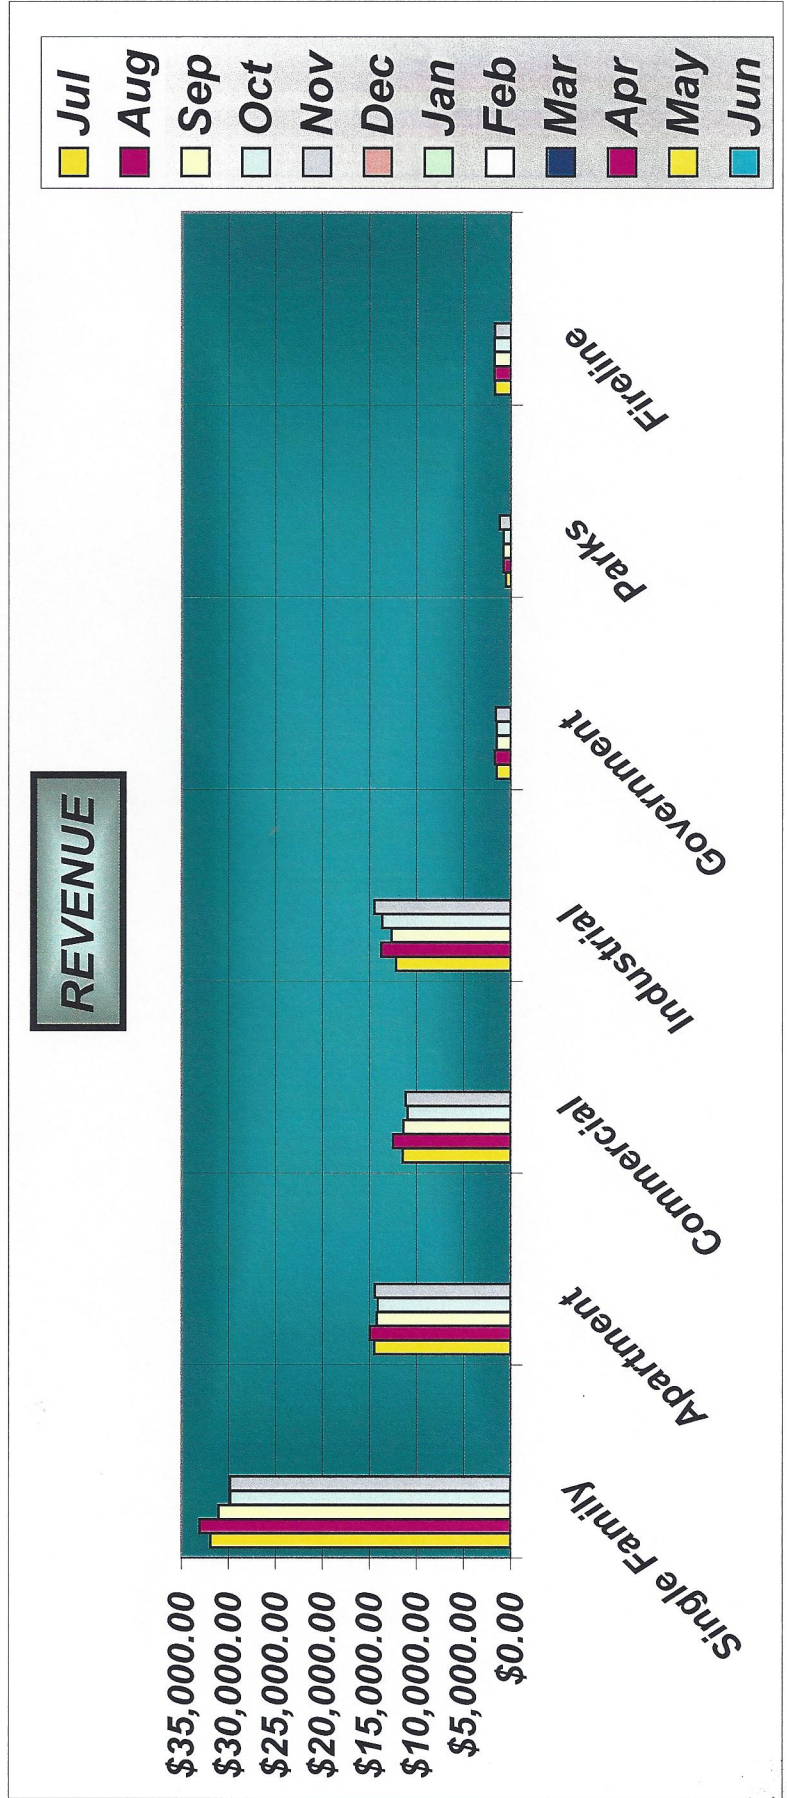 REVENUE
$35,000.00
$30,000.00
$25,000.00
$20,000.00
$15,000.00
$10,000.00
$5,000.00
$0.00
Single Family
Apartment
Commercial
Industrial
Government
Parks
Fireline
Jul
Aug
Sep
Oct
Nov
Dec
Jan
Feb
Mar
Apr
May
Jun